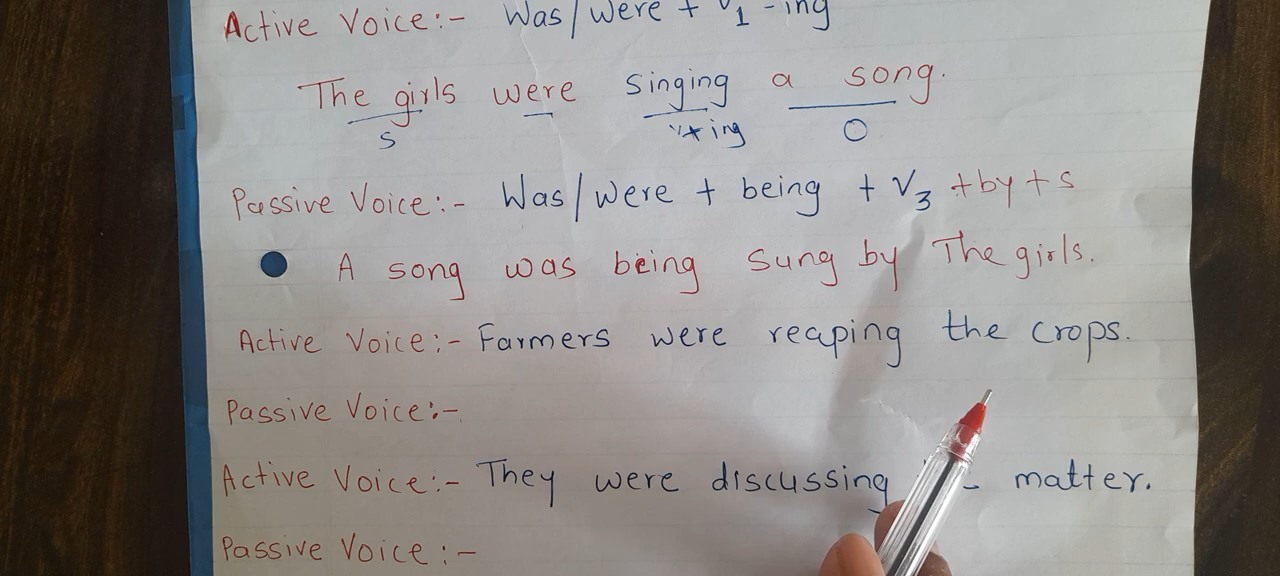 Active Voice:- Was/were + V1 -ing
The girls were singing a song.
S V+ing O
Passive Voice:- Was/were + being + V3 +by+s
A song was being sung by The girls.
Active Voice:- Farmers were reaping the crops.
Passive Voice:-
Active Voice:- They were discussing matter.
Passive Voice :-